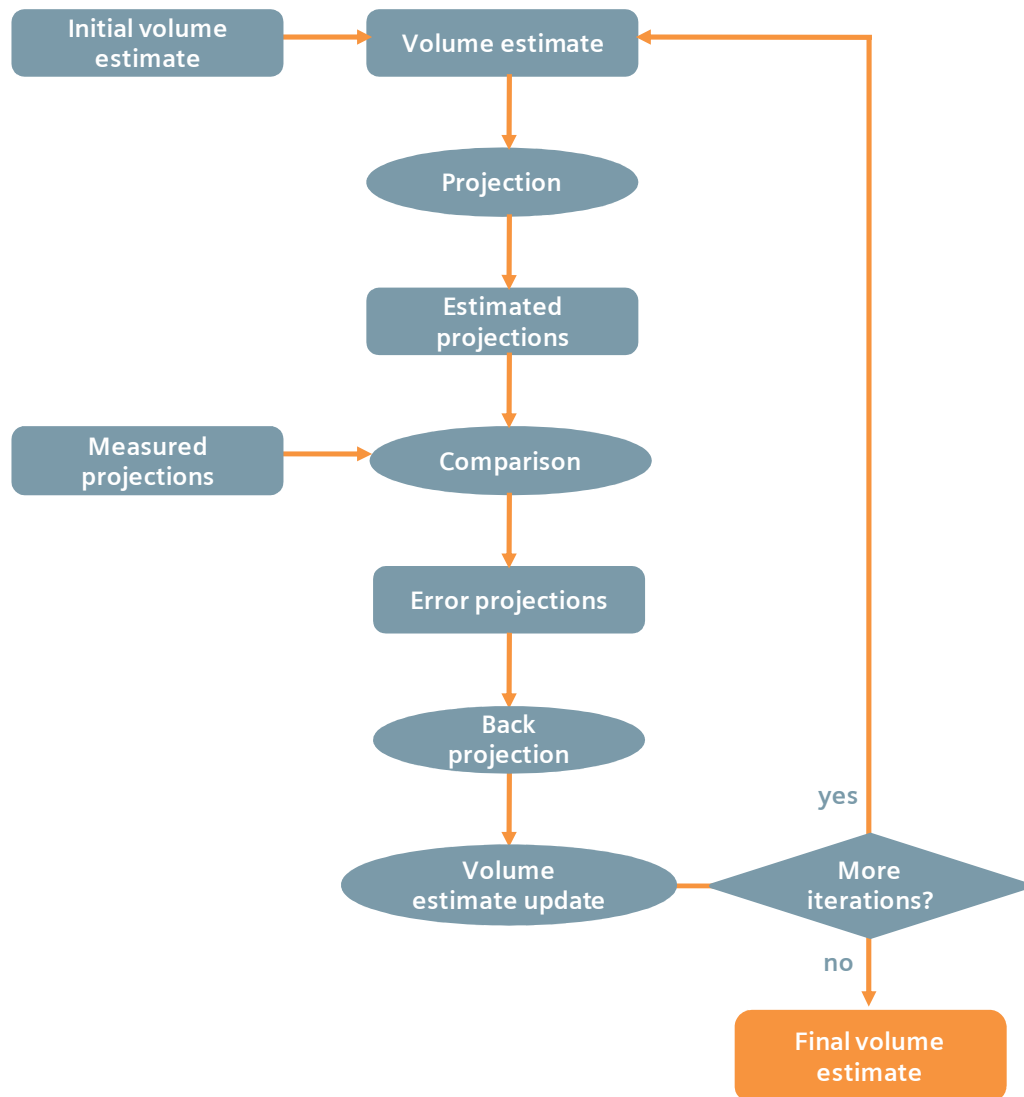 Initial volume
estimate
Volume estimate
Projection
Estimated
projections
Measured
projections
Comparison
Error projections
Back
projection
yes
Volume
estimate update
More
iterations?
no
Final volume
estimate